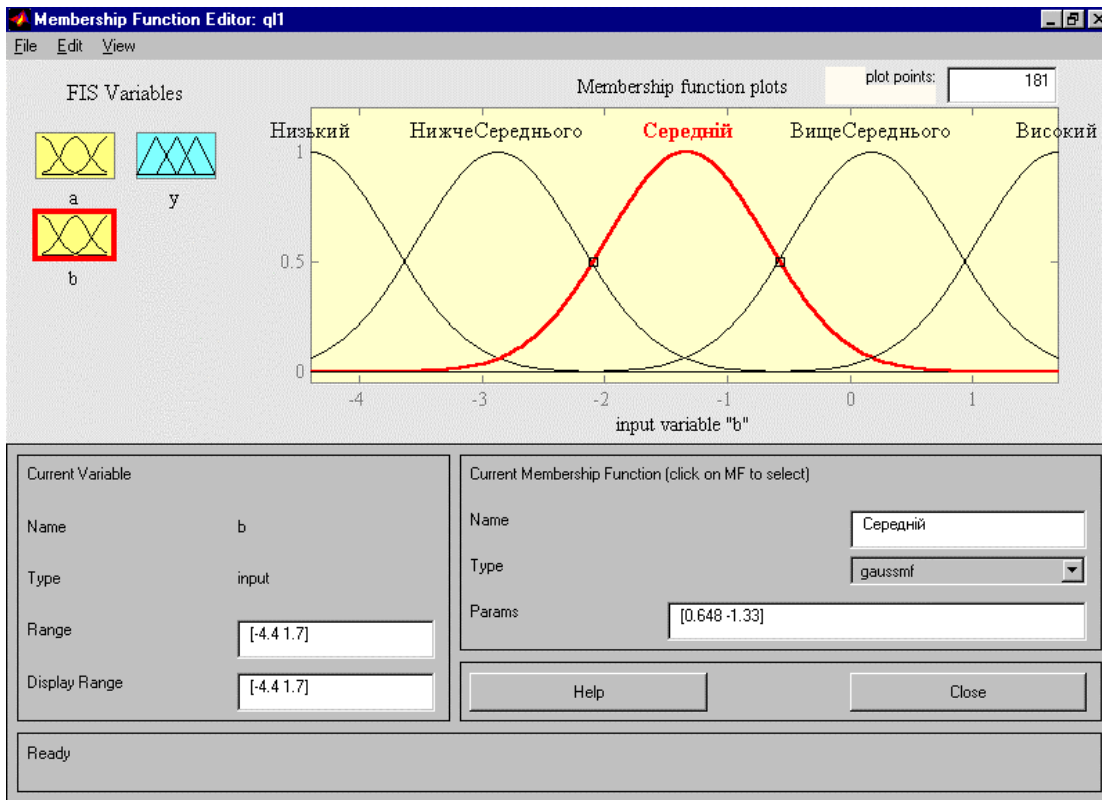 Membership Function Editor: ql1
File Edit View
FIS Variables
a
y
b
Membership function plots
plot points:
181
Низький НижчеСереднього Середній ВищеСереднього Високий
1
0.5
0
-4 -3 -2 -1 0 1
input variable "b"
Current Variable
Name b
Type input
Range [-4.4 1.7]
Display Range [-4.4 1.7]
Current Membership Function (click on MF to select)
Name Середній
Type gaussmf
Params [0.648 -1.33]
Help Close
Ready